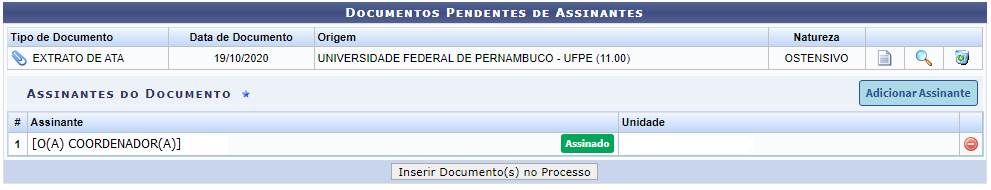 DOCUMENTOS PENDENTES DE ASSINANTES
Tipo de Documento Data de Documento Origem Natureza
EXTRATO DE ATA 19/10/2020 UNIVERSIDADE FEDERAL DE PERNAMBUCO - UFPE (11.00) OSTENSIVO
ASSINANTES DO DOCUMENTO Adicionar Assinante
# Assinante Unidade
1 [O(A) COORDENADOR(A)] Assinado
Inserir Documento(s) no Processo